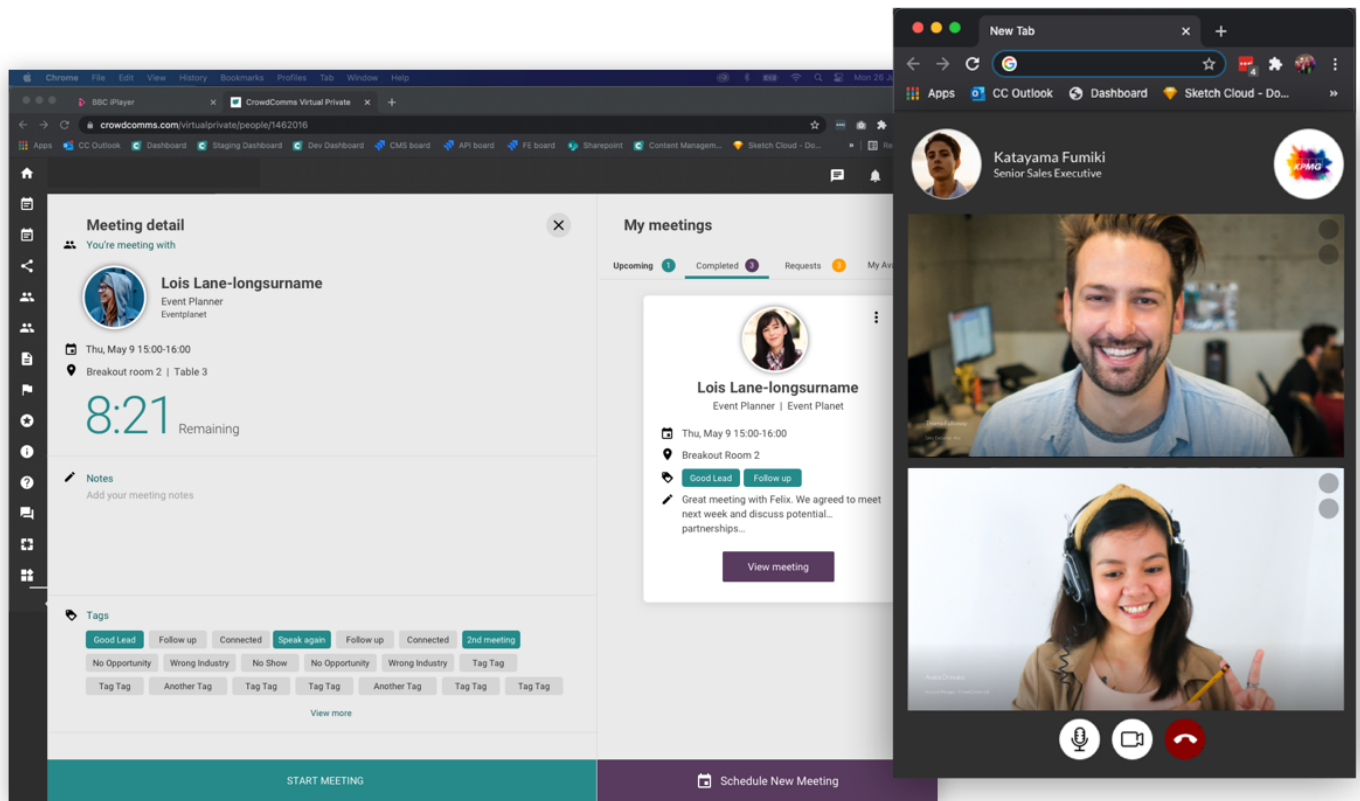 Chrome File Edit View History Bookmarks Profiles Tab Window Help
Mon 26 Ju
BBC iPlayer
CrowdComms Virtual Private
crowdcomms.com/virtualprivate/people/1462016
Apps CC Outlook Dashboard Staging Dashboard Dev Dashboard CMS board API board FE board Sharepoint Content Managem... Sketch Cloud - Do... » Re
Meeting detail
You're meeting with
Lois Lane-longsurname
Event Planner
Eventplanet
Thu, May 9 15:00-16:00
Breakout room 2 | Table 3
8:21 Remaining
Notes
Add your meeting notes
Tags
Good Lead Follow up Connected Speak again Follow up Connected 2nd meeting
No Opportunity Wrong Industry No Show No Opportunity Wrong Industry Tag Tag
Tag Tag Another Tag Tag Tag Tag Tag Another Tag Tag Tag Tag Tag
View more
START MEETING
My meetings
Upcoming 1 Completed 3 Requests 3 My Ava
Lois Lane-longsurname
Event Planner | Event Planet
Thu, May 9 15:00-16:00
Breakout Room 2
Good Lead Follow up
Great meeting with Felix. We agreed to meet
next week and discuss potential...
partnerships...
View meeting
Schedule New Meeting
New Tab
4
Apps CC Outlook Dashboard Sketch Cloud - Do... »
Katayama Fumiki
Senior Sales Executive
KPMG